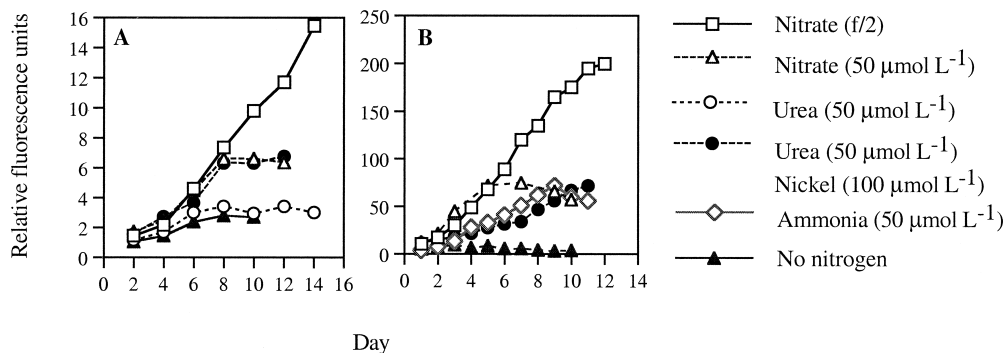 Relative fluorescence units
A
16
14
12
10
8
6
4
2
0
0 2 4 6 8 10 12 14 16
B
250
200
150
100
50
0
0 2 4 6 8 10 12 14
Day
Nitrate (f/2)
Nitrate (50 μmol L-1)
Urea (50 μmol L-1)
Urea (50 μmol L-1)
Nickel (100 μmol L-1)
Ammonia (50 μmol L-1)
No nitrogen